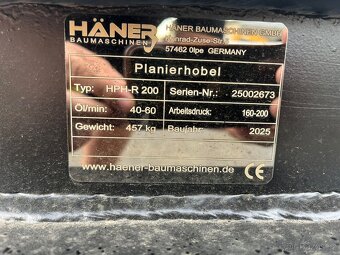 HÄNER
BAUMASCHINEN
HÄNER BAUMASCHINEN GMBH
Konrad-Zuse Str.
57462 Olpe GERMANY
Planierhobel
Typ: HPH-R 200 Serien-Nr.: 25002673
Öl/min: 40-60 Arbeitsdruck: 160-200
Gewicht: 457 kg Baujahr: 2025
www.haener-baumaschinen.de CE